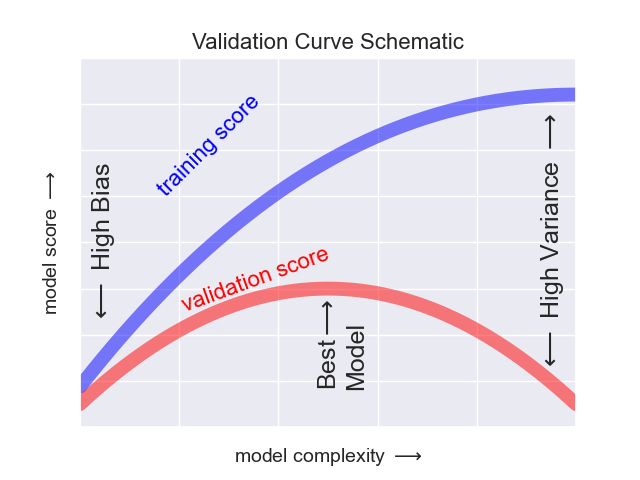 Validation Curve Schematic
training score
validation score
⟵ High Bias
Best ⟶
Model
⟵ High Variance ⟶
model score ⟶
model complexity ⟶